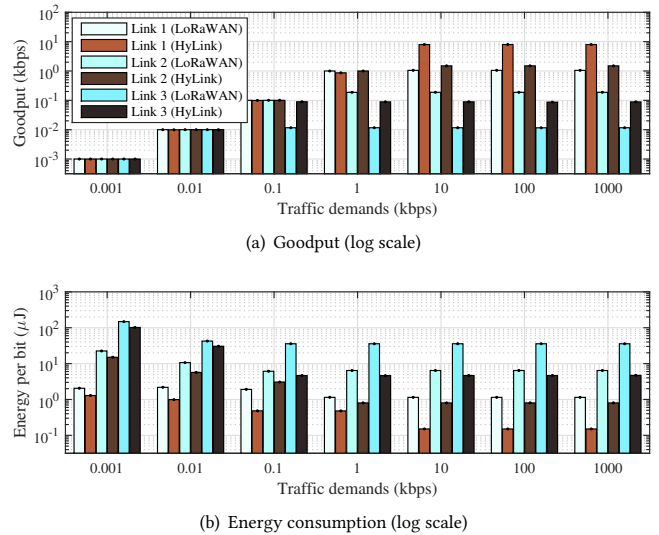 10^2
10^1
10^0
10^-1
10^-2
10^-3
Goodput (kbps)
Link 1 (LoRaWAN)
Link 1 (HyLink)
Link 2 (LoRaWAN)
Link 2 (HyLink)
Link 3 (LoRaWAN)
Link 3 (HyLink)
0.001 0.01 0.1 1 10 100 1000
Traffic demands (kbps)
(a) Goodput (log scale)
10^3
10^2
10^1
10^0
10^-1
Energy per bit (μJ)
0.001 0.01 0.1 1 10 100 1000
Traffic demands (kbps)
(b) Energy consumption (log scale)